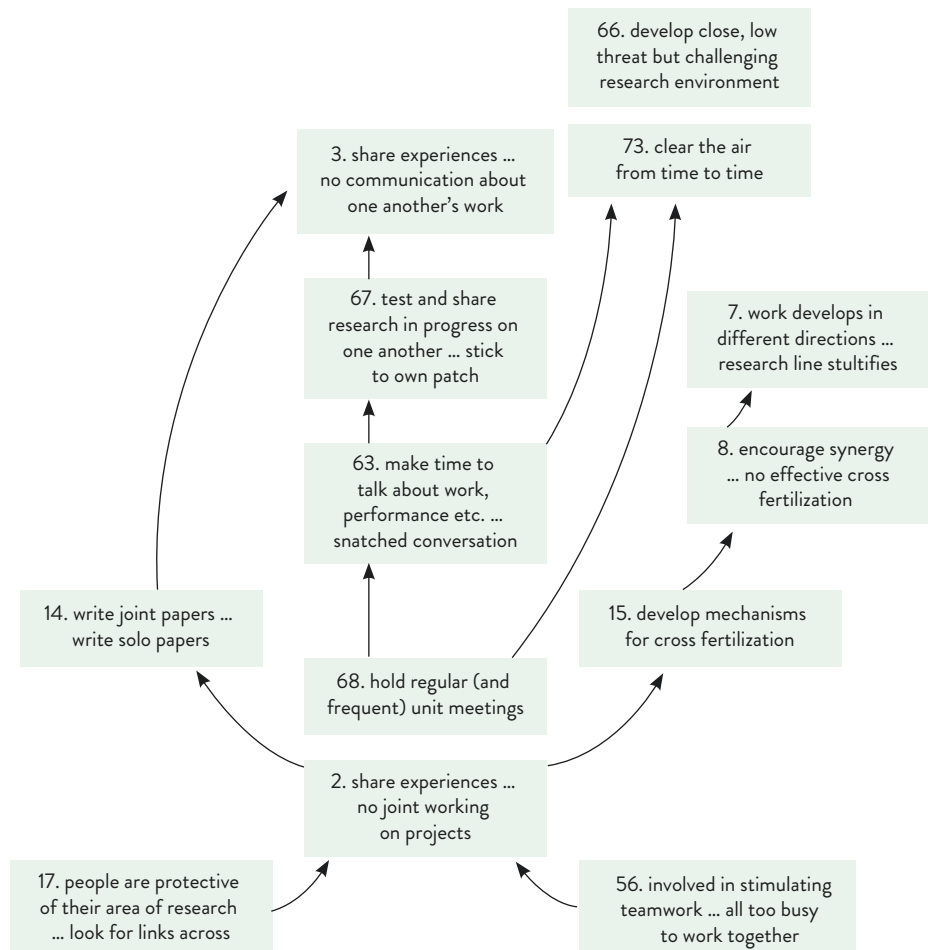 66. develop close, low
threat but challenging
research environment
3. share experiences ...
no communication about
one another's work
73. clear the air
from time to time
67. test and share
research in progress on
one another ... stick
to own patch
7. work develops in
different directions ...
research line stultifies
63. make time to
talk about work,
performance etc. ...
snatched conversation
8. encourage synergy
... no effective cross
fertilization
14. write joint papers ...
write solo papers
15. develop mechanisms
for cross fertilization
68. hold regular (and
frequent) unit meetings
2. share experiences ...
no joint working
on projects
17. people are protective
of their area of research
... look for links across
56. involved in stimulating
teamwork ... all too busy
to work together